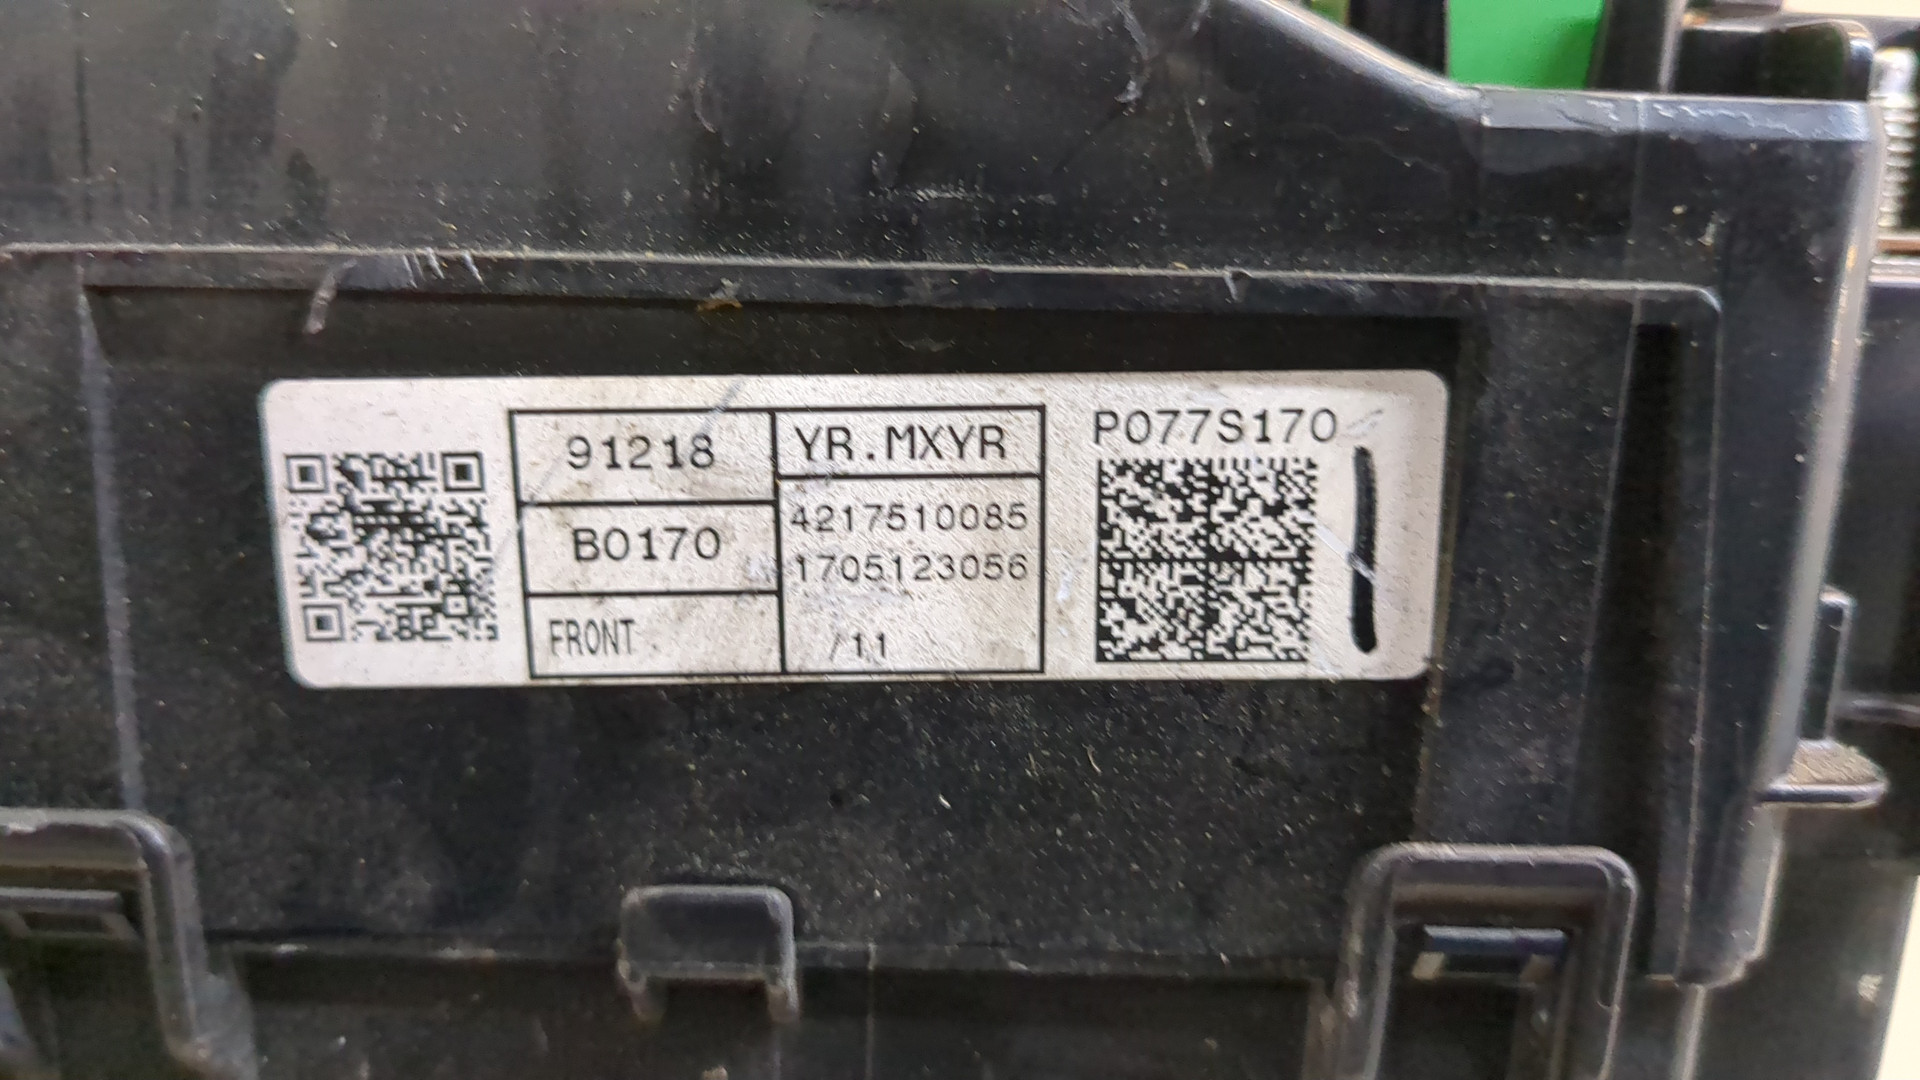 91218
B0170
FRONT
YR.MXYR
4217510085
1705123056
/11
P077S170